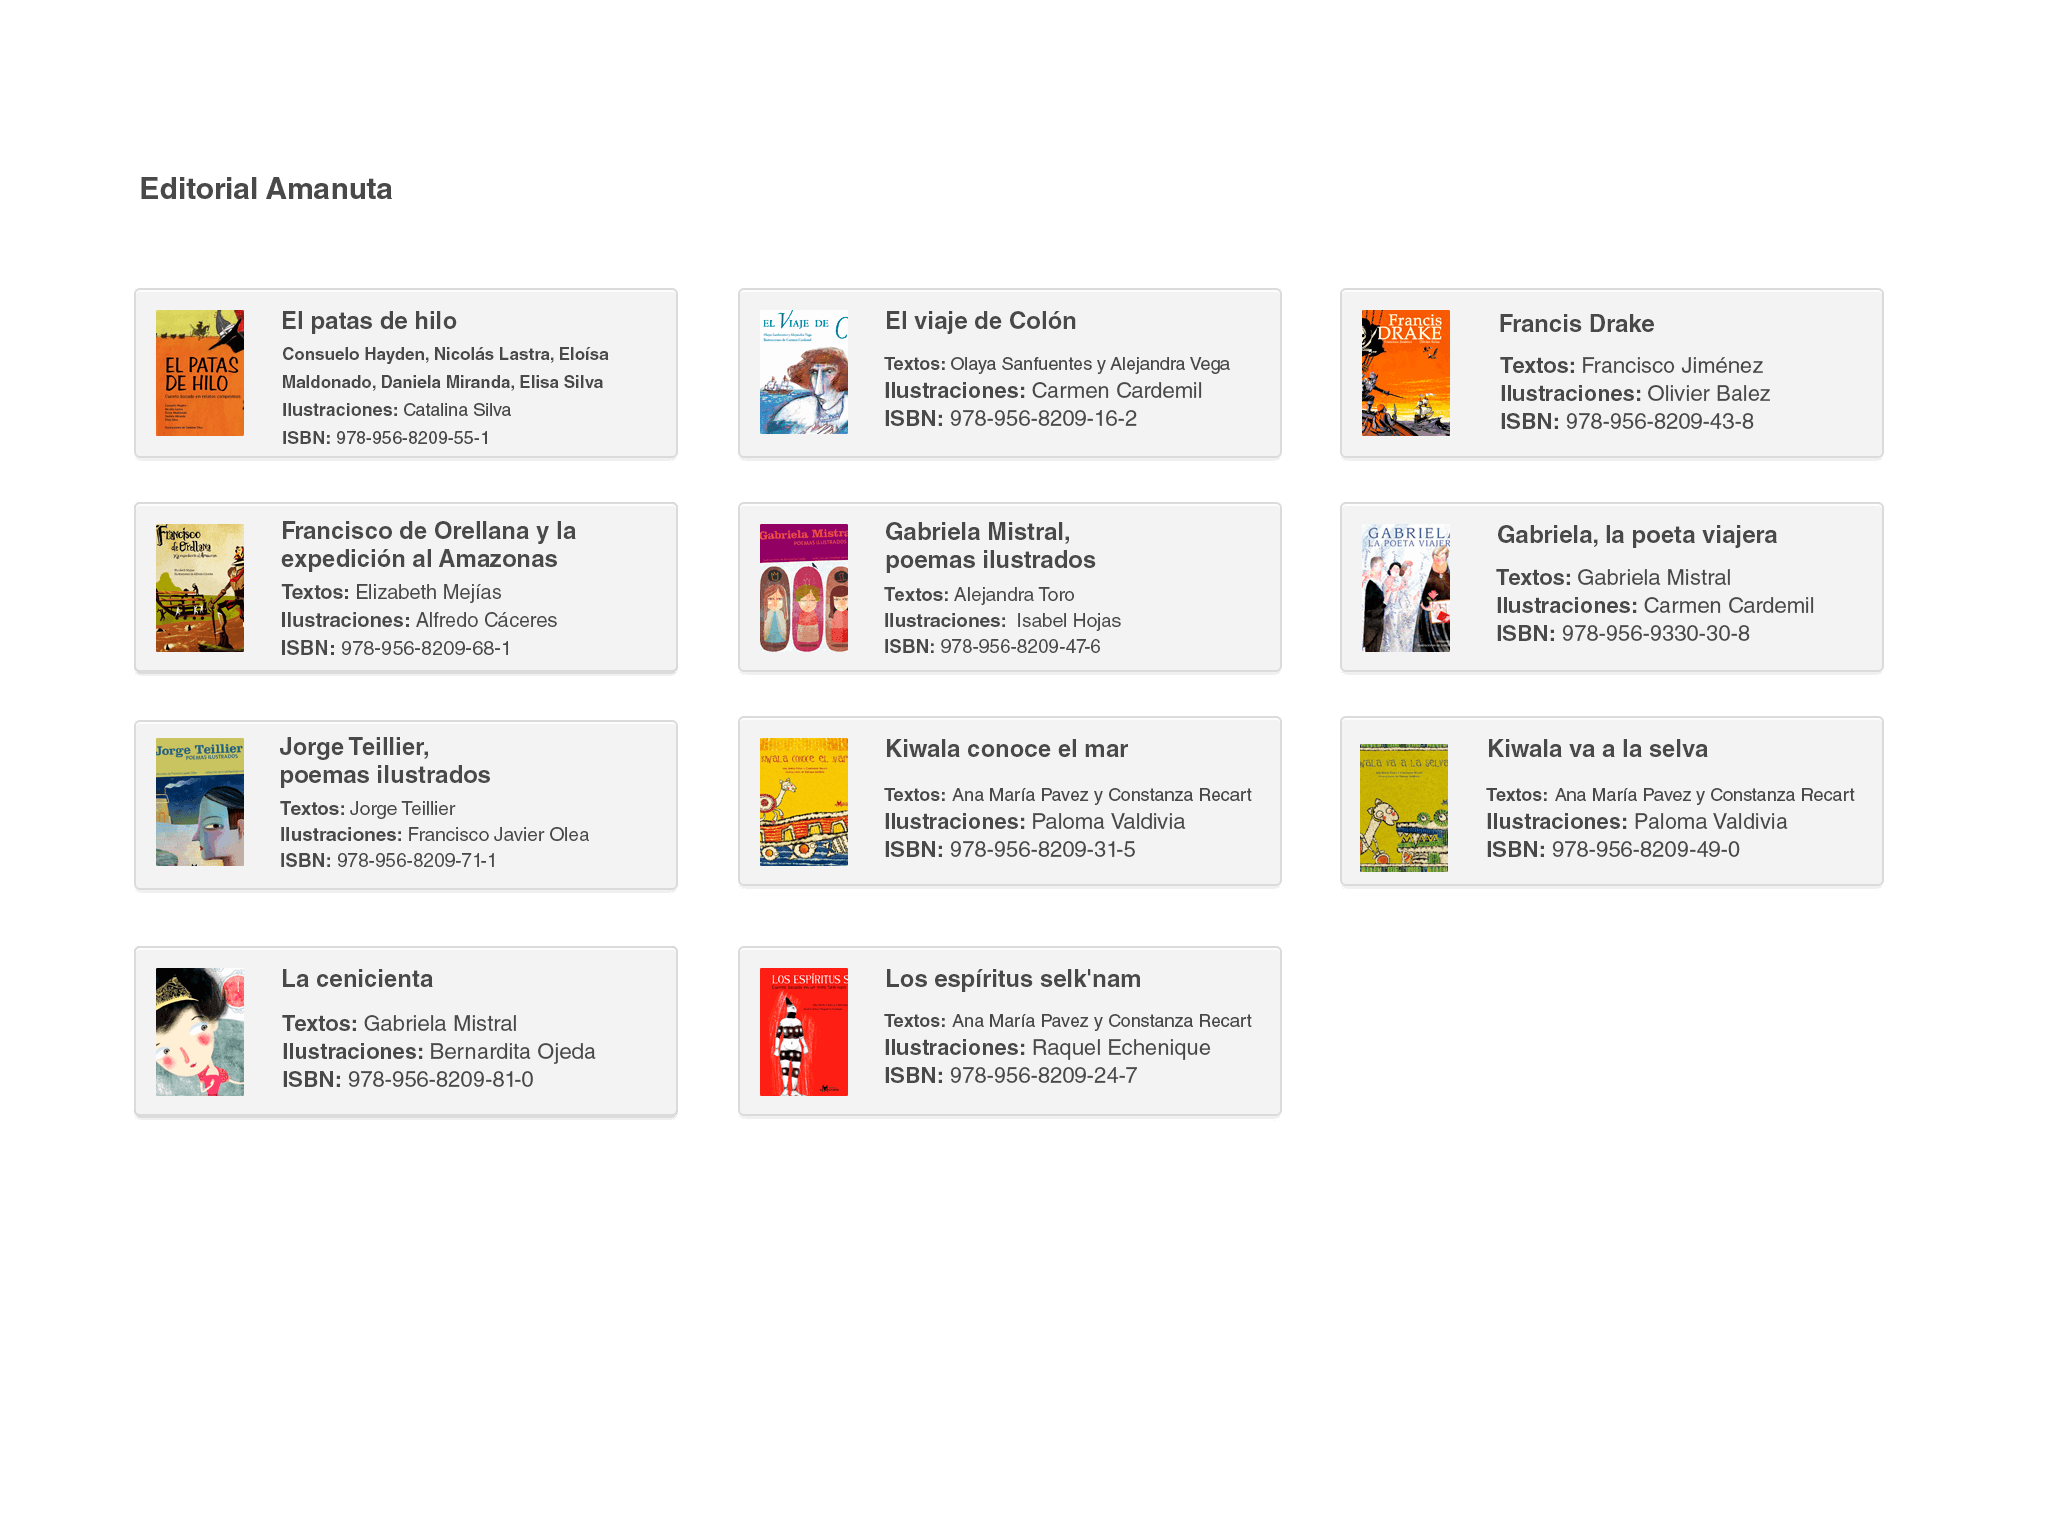 Editorial Amanuta
EL PATAS
DE HILO
El patas de hilo
Consuelo Hayden, Nicolás Lastra, Eloísa
Maldonado, Daniela Miranda, Elisa Silva
Ilustraciones: Catalina Silva
ISBN: 978-956-8209-55-1
EL VIAJE DE
El viaje de Colón
Textos: Olaya Sanfuentes y Alejandra Vega
Ilustraciones: Carmen Cardemil
ISBN: 978-956-8209-16-2
Francis
DRAKE
Francis Drake
Textos: Francisco Jiménez
Ilustraciones: Olivier Balez
ISBN: 978-956-8209-43-8
Francisco
de Orellana
Francisco de Orellana y la
expedición al Amazonas
Textos: Elizabeth Mejías
Ilustraciones: Alfredo Cáceres
ISBN: 978-956-8209-68-1
Gabriela Mistra
POEMAS ILUSTRADOS
Gabriela Mistral,
poemas ilustrados
Textos: Alejandra Toro
Ilustraciones: Isabel Hojas
ISBN: 978-956-8209-47-6
GABRIEL
LA POETA VIAJER
Gabriela, la poeta viajera
Textos: Gabriela Mistral
Ilustraciones: Carmen Cardemil
ISBN: 978-956-9330-30-8
Jorge Teillier
POEMAS ILUSTRADOS
Jorge Teillier,
poemas ilustrados
Textos: Jorge Teillier
Ilustraciones: Francisco Javier Olea
ISBN: 978-956-8209-71-1
KIWALA CONOCE EL MAR
Kiwala conoce el mar
Textos: Ana María Pavez y Constanza Recart
Ilustraciones: Paloma Valdivia
ISBN: 978-956-8209-31-5
WALA VA A LA SELVA
Kiwala va a la selva
Textos: Ana María Pavez y Constanza Recart
Ilustraciones: Paloma Valdivia
ISBN: 978-956-8209-49-0
La cenicienta
Textos: Gabriela Mistral
Ilustraciones: Bernardita Ojeda
ISBN: 978-956-8209-81-0
LOS ESPÍRITUS S
Los espíritus selk'nam
Textos: Ana María Pavez y Constanza Recart
Ilustraciones: Raquel Echenique
ISBN: 978-956-8209-24-7